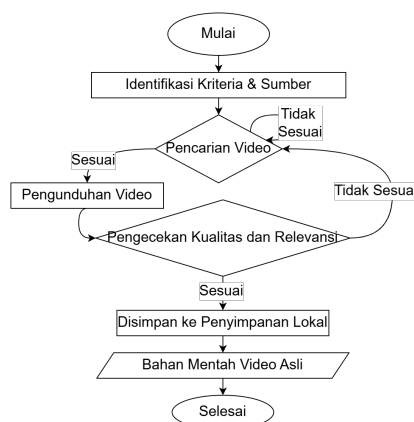 Mulai
Identifikasi Kriteria & Sumber
Tidak
Sesuai
Pencarian Video
Sesuai
Pengunduhan Video
Tidak Sesua
Pengecekan Kualitas dan Relevansi
Sesuai
Disimpan ke Penyimpanan Lokal
Bahan Mentah Video Asli
Selesai